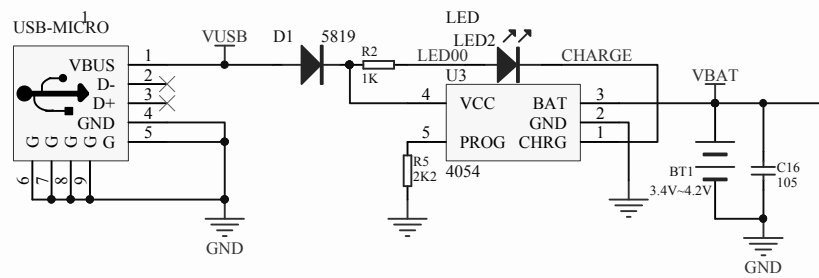 USB-MICRO
1
VBUS
D-
D+
GND
G
G G G G
1
2
3
4
5
6
7
8
9
VUSB
GND
D1
5819
R2
1K
LED
LED2
LED00
CHARGE
U3
4
VCC
5
PROG
BAT
3
GND
2
CHRG
1
4054
R5
2K2
VBAT
BT1
3.4V~4.2V
C16
105
GND